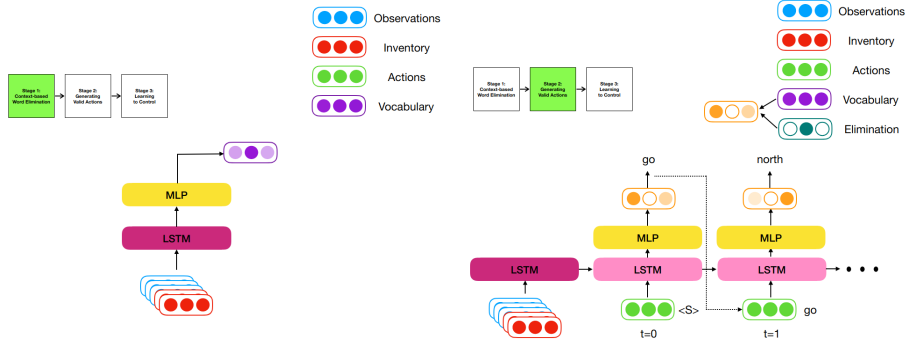 Observations
Inventory
Actions
Vocabulary
Stage 1:
Context-based
Word Elimination
Stage 2:
Generating
Valid Actions
Stage 3:
Learning
to Control
MLP
LSTM
Observations
Inventory
Actions
Vocabulary
Elimination
Stage 1:
Context-based
Word Elimination
Stage 2:
Generating
Valid Actions
Stage 3:
Learning
to Control
go
north
MLP
MLP
LSTM
LSTM
LSTM
<S>
go
t=0
t=1